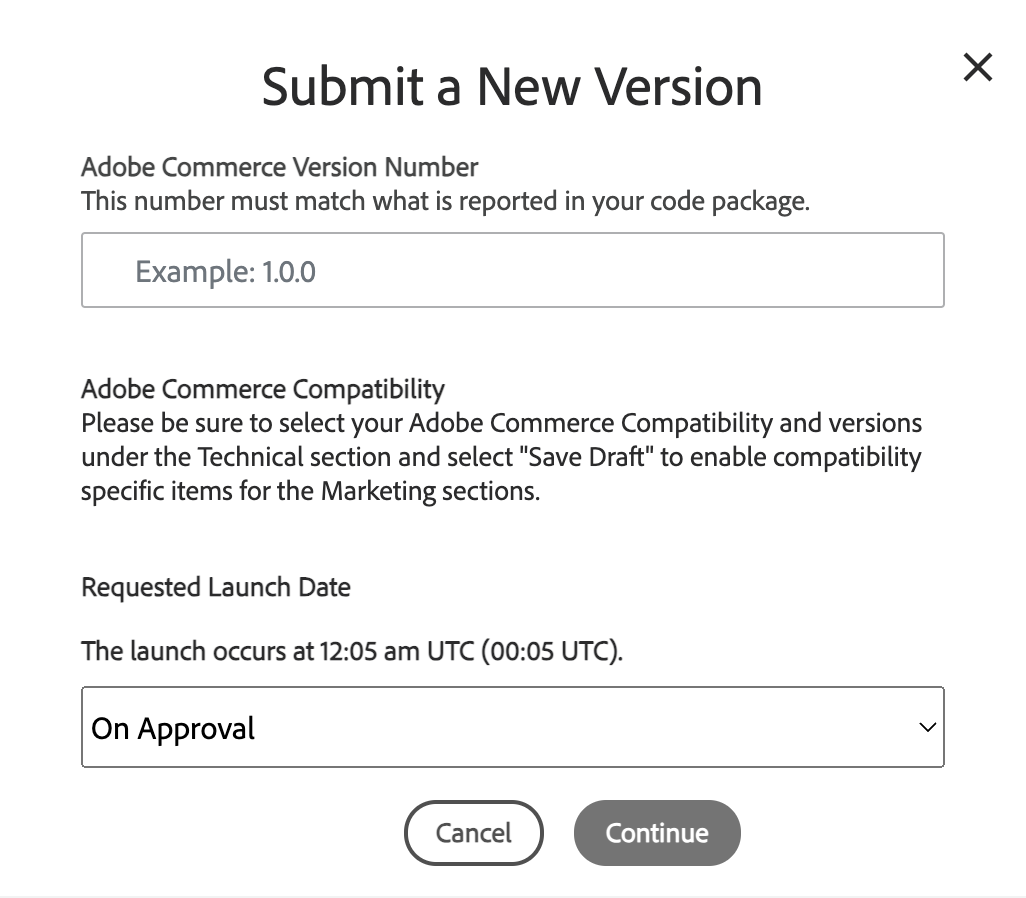 Submit a New Version
Adobe Commerce Version Number
This number must match what is reported in your code package.
Example: 1.0.0
Adobe Commerce Compatibility
Please be sure to select your Adobe Commerce Compatibility and versions
under the Technical section and select "Save Draft" to enable compatibility
specific items for the Marketing sections.
Requested Launch Date
The launch occurs at 12:05 am UTC (00:05 UTC).
On Approval
Cancel Continue